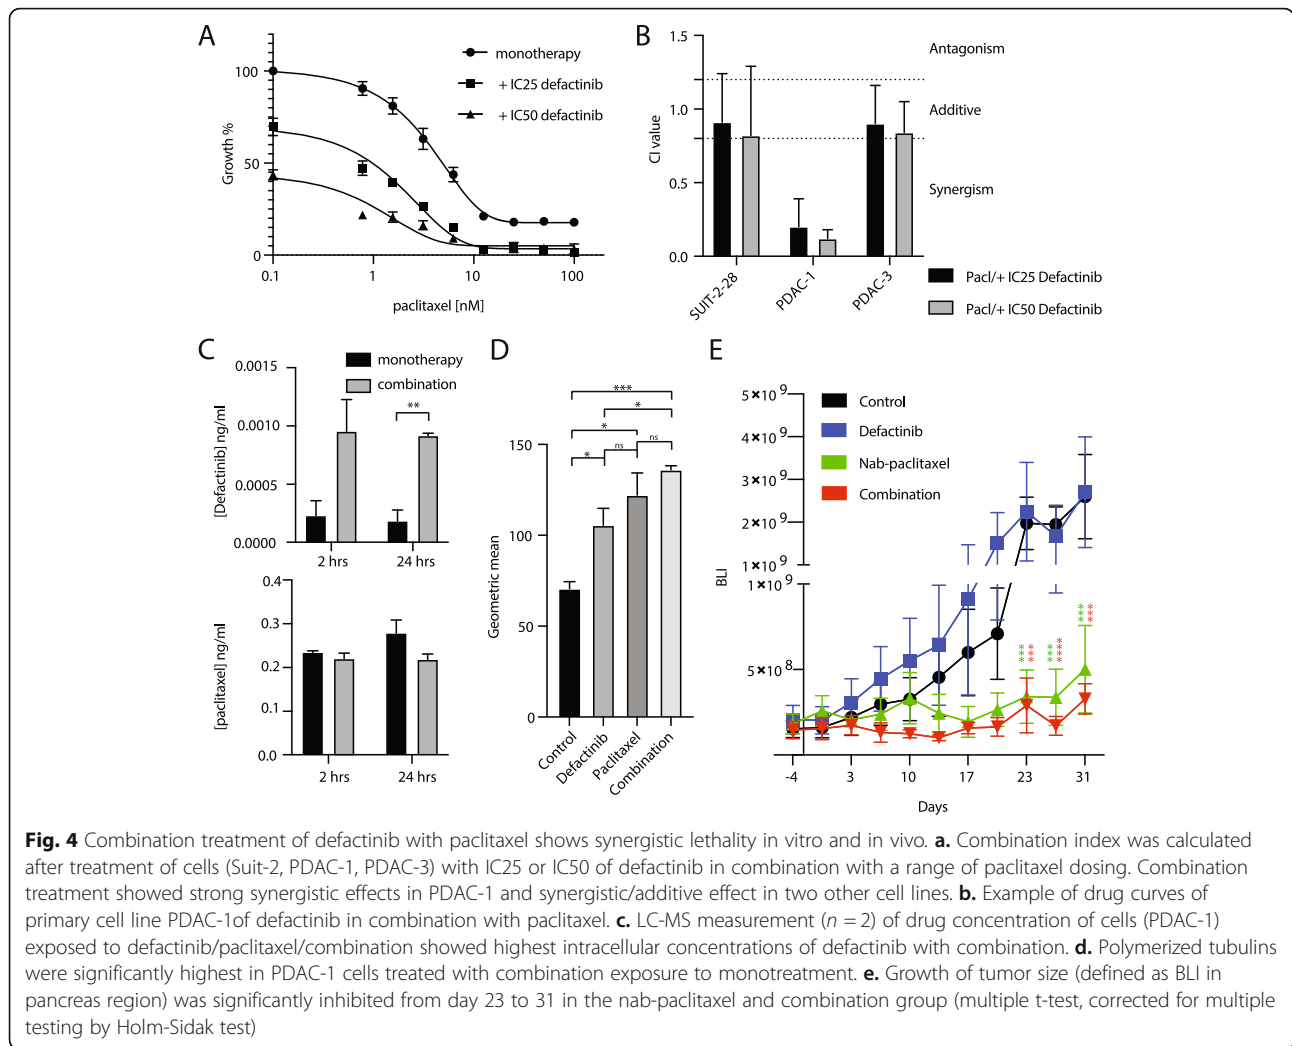 A
monotherapy
+ IC25 defactinib
+ IC50 defactinib
Growth %
100
50
0
0.1
1
10
100
paclitaxel [nM]
B
CI value
1.5
1.0
0.5
0.0
Antagonism
Additive
Synergism
SUIT-2-28
PDAC-1
PDAC-3
Pacl/+ IC25 Defactinib
Pacl/+ IC50 Defactinib
C
monotherapy
combination
[Defactinib] ng/ml
0.0015
0.0010
0.0005
0.0000
**
2 hrs
24 hrs
[paclitaxel] ng/ml
0.4
0.3
0.2
0.1
0.0
2 hrs
24 hrs
D
***
*
*
ns
ns
*
Geometric mean
150
100
50
0
Control
Defactinib
Paclitaxel
Combination
E
Control
Defactinib
Nab-paclitaxel
Combination
BLI
5×10⁹
4×10⁹
3×10⁹
2×10⁹
1×10⁹
1×10⁹
5×10⁸
0
*** ***
*** ****
*** ***
-4
3
10
17
23
31
Days
Fig. 4 Combination treatment of defactinib with paclitaxel shows synergistic lethality in vitro and in vivo. a. Combination index was calculated
after treatment of cells (Suit-2, PDAC-1, PDAC-3) with IC25 or IC50 of defactinib in combination with a range of paclitaxel dosing. Combination
treatment showed strong synergistic effects in PDAC-1 and synergistic/additive effect in two other cell lines. b. Example of drug curves of
primary cell line PDAC-1of defactinib in combination with paclitaxel. c. LC-MS measurement (n = 2) of drug concentration of cells (PDAC-1)
exposed to defactinib/paclitaxel/combination showed highest intracellular concentrations of defactinib with combination. d. Polymerized tubulins
were significantly highest in PDAC-1 cells treated with combination exposure to monotreatment. e. Growth of tumor size (defined as BLI in
pancreas region) was significantly inhibited from day 23 to 31 in the nab-paclitaxel and combination group (multiple t-test, corrected for multiple
testing by Holm-Sidak test)